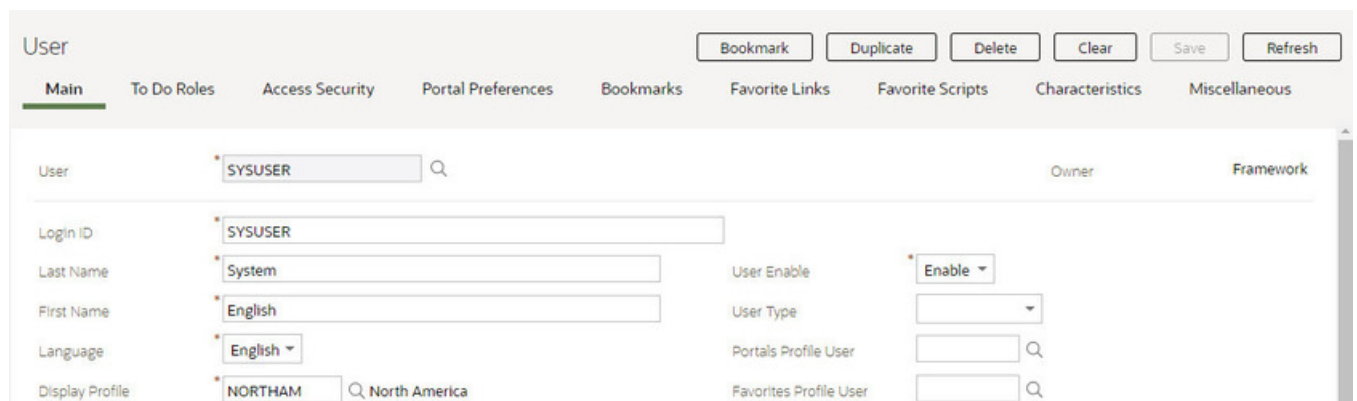 User Bookmark Duplicate Delete Clear Save Refresh
Main To Do Roles Access Security Portal Preferences Bookmarks Favorite Links Favorite Scripts Characteristics Miscellaneous
User * SYSUSER Owner Framework
Login ID * SYSUSER
Last Name * System User Enable * Enable
First Name * English User Type
Language * English Portals Profile User
Display Profile * NORTHAM North America Favorites Profile User